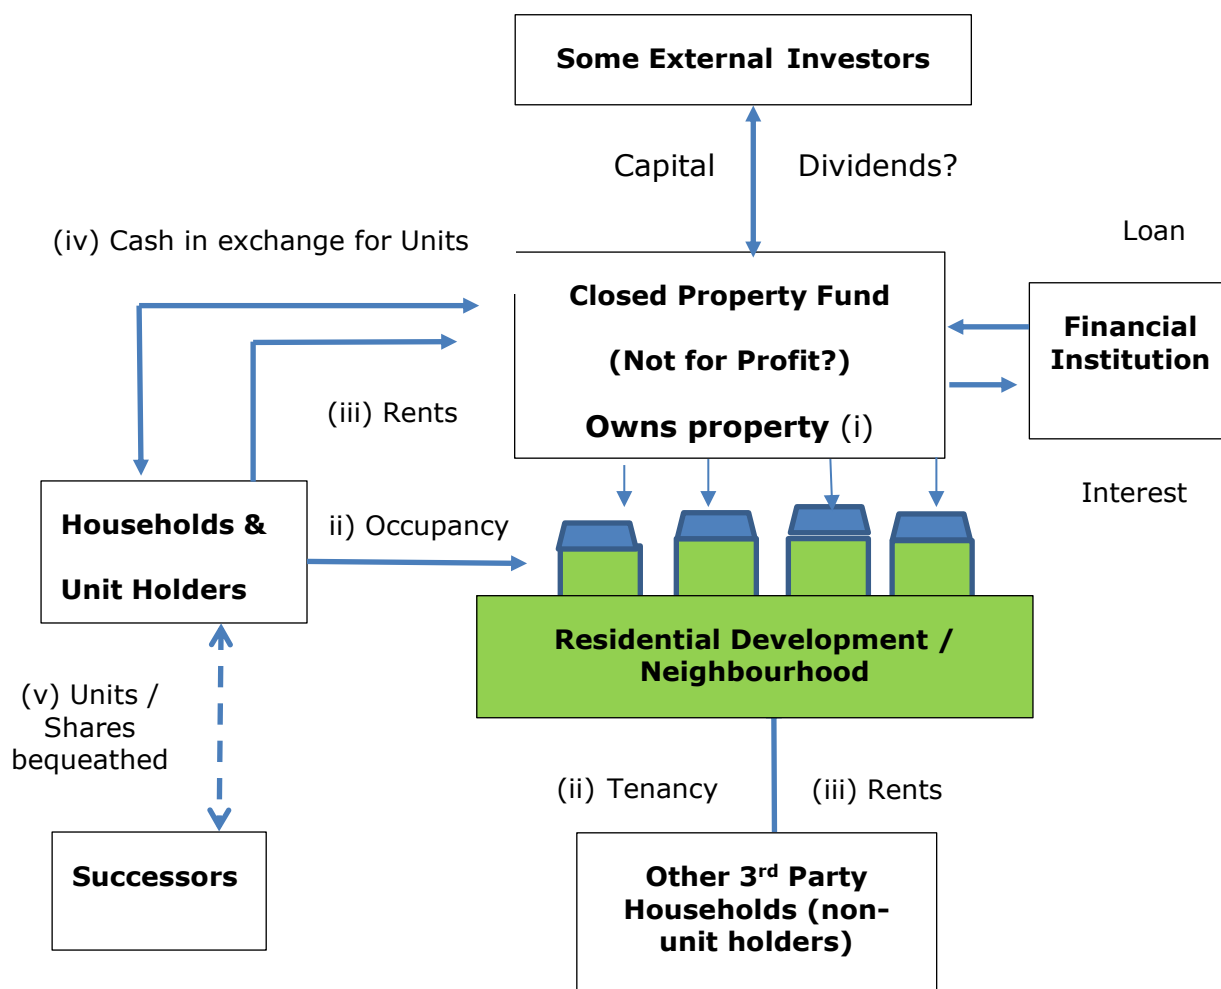 Some External Investors
Capital
Dividends?
(iv) Cash in exchange for Units
Loan
Closed Property Fund
(Not for Profit?)
Owns property (i)
Financial
Institution
(iii) Rents
Interest
Households &
Unit Holders
ii) Occupancy
Residential Development /
Neighbourhood
(v) Units /
Shares
bequeathed
(ii) Tenancy
(iii) Rents
Successors
Other 3rd Party
Households (non-
unit holders)